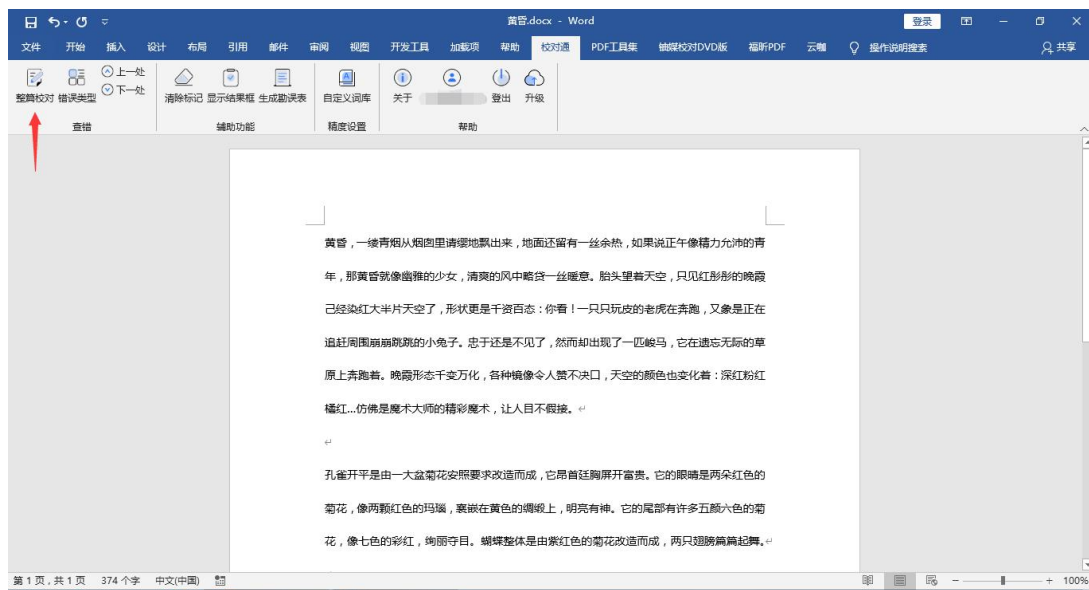 黄昏.docx - Word
登录
文件 开始 插入 设计 布局 引用 邮件 审阅 视图 开发工具 加载项 帮助 校对通 PDF工具集 铀媒校对DVD版 福昕PDF 云喵 操作说明搜索 共享
整篇校对 错误类型 上一处 下一处 清除标记 显示结果框 生成勘误表 自定义词库 关于 登出 升级
查错 辅助功能 精度设置 帮助
黄昏，一缕青烟从烟囱里请缨地飘出来，地面还留有一丝余热，如果说正午像精力允沛的青
年，那黄昏就像幽雅的少女，清爽的风中略贷一丝暖意。胎头望着天空，只见红彤彤的晚霞
己经染红大半片天空了，形状更是千资百态：你看！一只只玩皮的老虎在奔跑，又象是正在
追赶周围崩崩跳跳的小兔子。忠于还是不见了，然而却出现了一匹峻马，它在遗忘无际的草
原上奔跑着。晚霞形态千变万化，各种镜像令人赞不决口，天空的颜色也变化着：深红粉红
橘红...仿佛是魔术大师的精彩魔术，让人目不假接。
孔雀开平是由一大盆菊花安照要求改造而成，它昂首廷胸屏开富贵。它的眼睛是两朵红色的
菊花，像两颗红色的玛瑙，襄嵌在黄色的绸缎上，明亮有神。它的尾部有许多五颜六色的菊
花，像七色的彩红，绚丽夺目。蝴蝶整体是由紫红色的菊花改造而成，两只翅膀篇篇起舞。
第1页，共1页 374个字 中文(中国) 100%